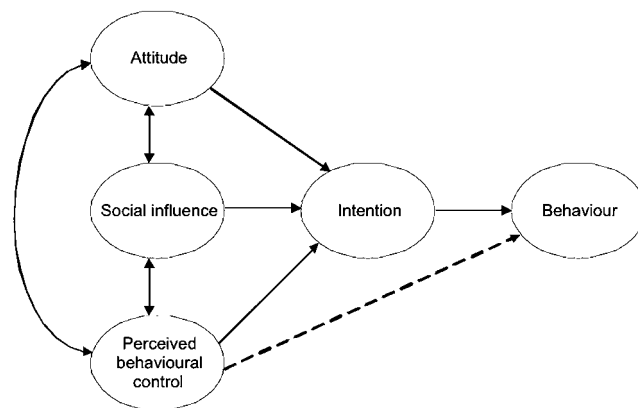 Attitude
Social influence
Intention
Behaviour
Perceived
behavioural
control